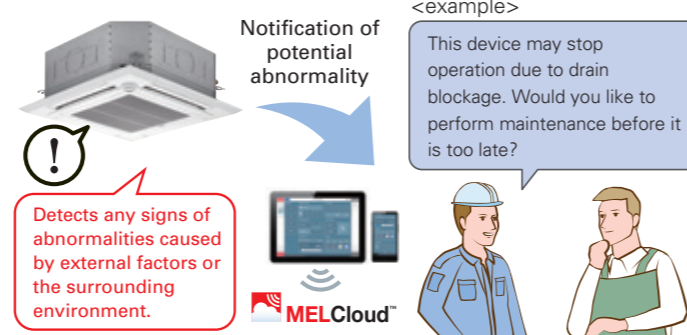 Notification of
potential
abnormality
<example>
This device may stop
operation due to drain
blockage. Would you like to
perform maintenance before it
is too late?
!
Detects any signs of
abnormalities caused
by external factors or
the surrounding
environment.
MELCloud™